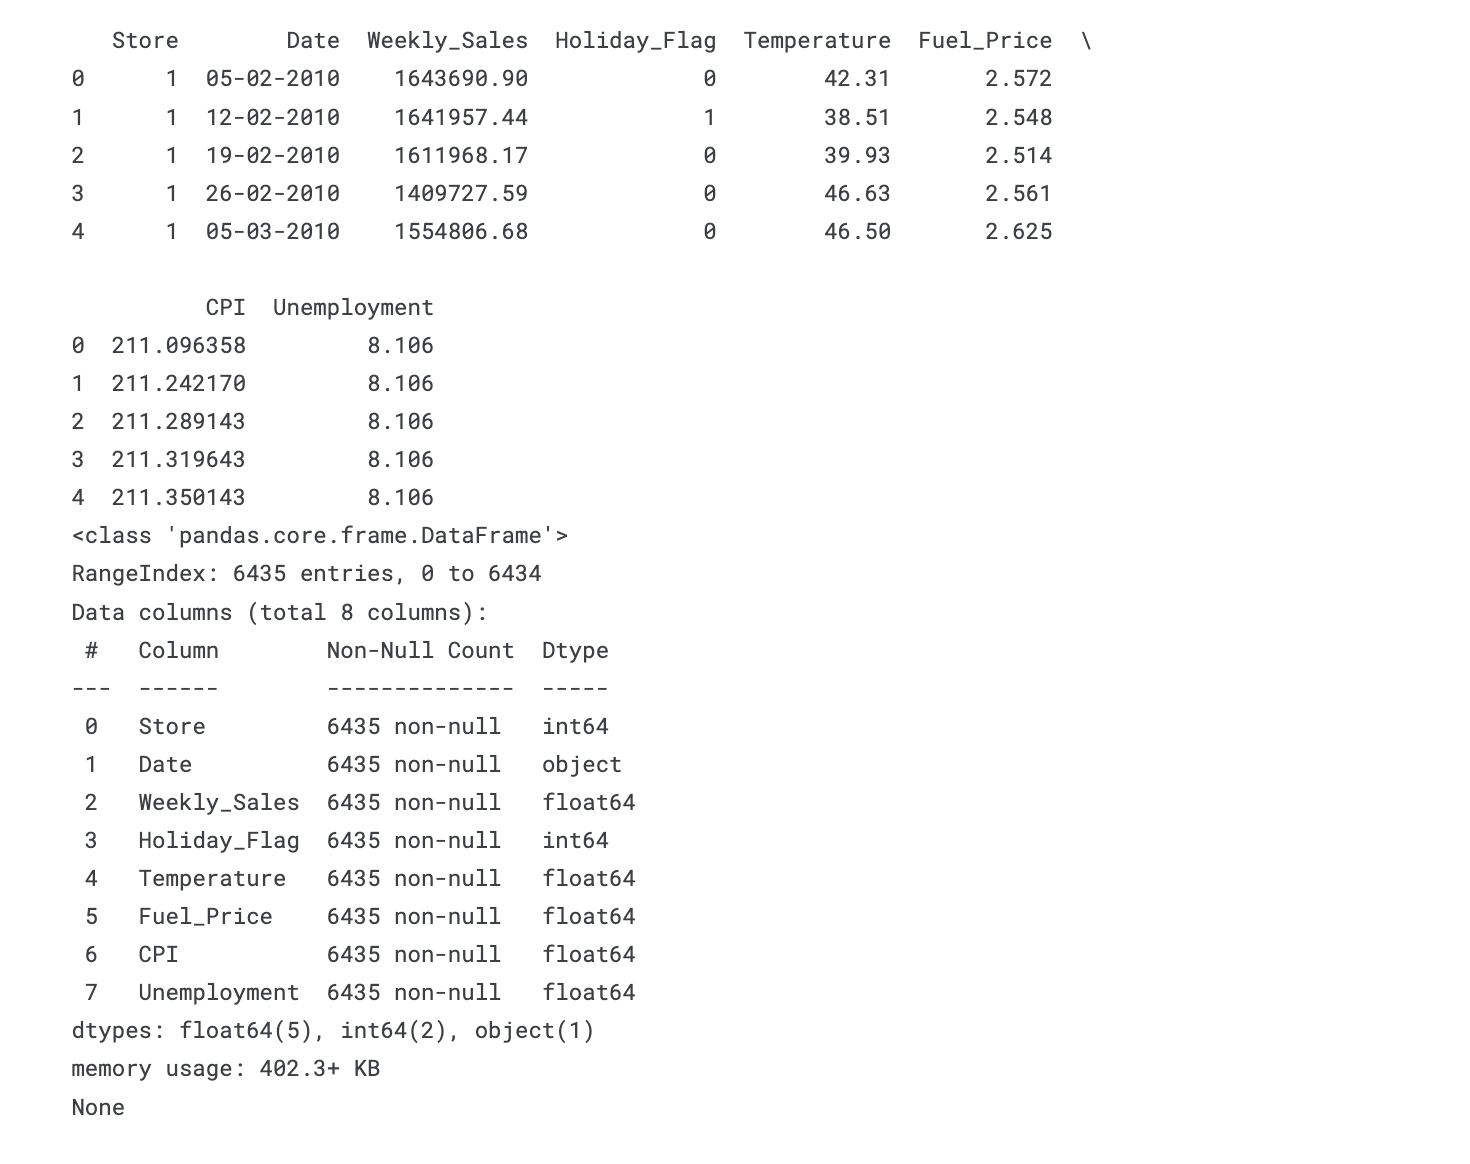 Store        Date  Weekly_Sales  Holiday_Flag  Temperature  Fuel_Price  \
0      1  05-02-2010    1643690.90             0        42.31       2.572
1      1  12-02-2010    1641957.44             1        38.51       2.548
2      1  19-02-2010    1611968.17             0        39.93       2.514
3      1  26-02-2010    1409727.59             0        46.63       2.561
4      1  05-03-2010    1554806.68             0        46.50       2.625

          CPI  Unemployment
0  211.096358         8.106
1  211.242170         8.106
2  211.289143         8.106
3  211.319643         8.106
4  211.350143         8.106
<class 'pandas.core.frame.DataFrame'>
RangeIndex: 6435 entries, 0 to 6434
Data columns (total 8 columns):
 #   Column        Non-Null Count  Dtype
---  ------        --------------  -----
 0   Store         6435 non-null   int64
 1   Date          6435 non-null   object
 2   Weekly_Sales  6435 non-null   float64
 3   Holiday_Flag  6435 non-null   int64
 4   Temperature   6435 non-null   float64
 5   Fuel_Price    6435 non-null   float64
 6   CPI           6435 non-null   float64
 7   Unemployment  6435 non-null   float64
dtypes: float64(5), int64(2), object(1)
memory usage: 402.3+ KB
None